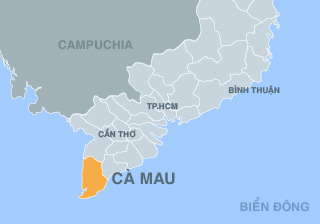 CAMPUCHIA
BÌNH THUẬN
TP.HCM
CẦN THƠ
CÀ MAU
BIỂN ĐÔNG